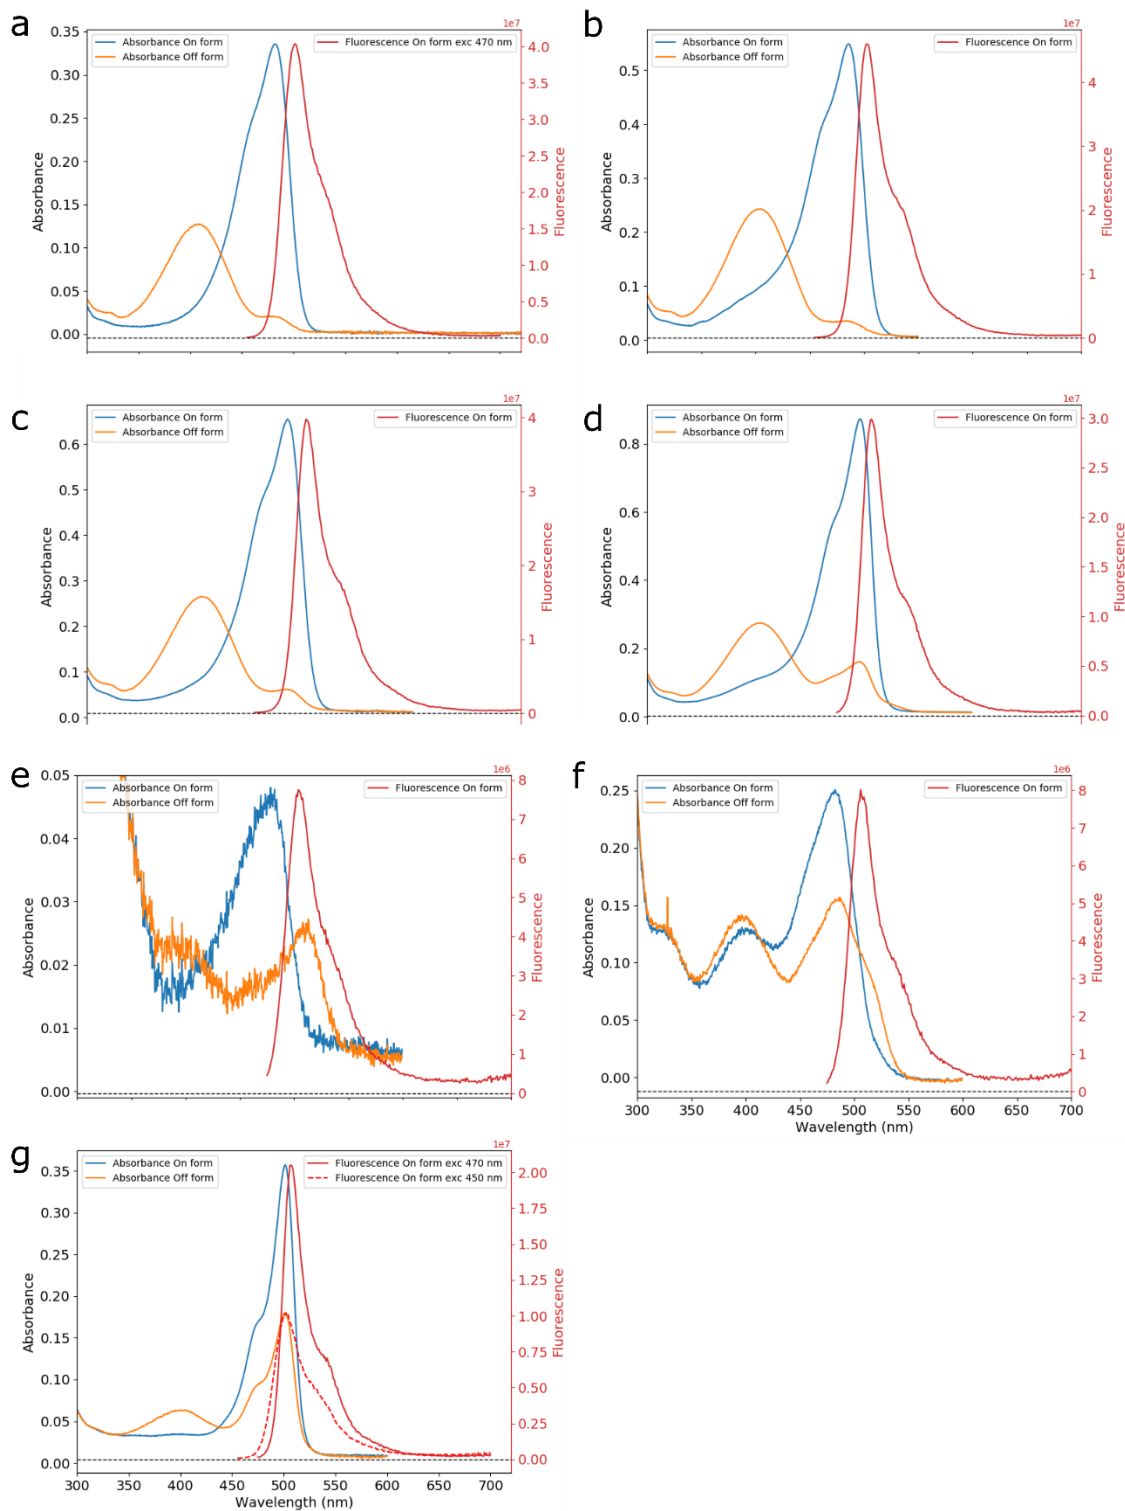 a
1e7
Absorbance On form
Absorbance Off form
Fluorescence On form exc 470 nm
0.35
0.30
0.25
0.20
0.15
0.10
0.05
0.00
Absorbance
4.0
3.5
3.0
2.5
2.0
1.5
1.0
0.5
0.0
Fluorescence
b
1e7
Absorbance On form
Absorbance Off form
Fluorescence On form
0.5
0.4
0.3
0.2
0.1
0.0
Absorbance
4
3
2
1
0
Fluorescence
c
1e7
Absorbance On form
Absorbance Off form
Fluorescence On form
0.6
0.5
0.4
0.3
0.2
0.1
0.0
Absorbance
4
3
2
1
0
Fluorescence
d
1e7
Absorbance On form
Absorbance Off form
Fluorescence On form
0.8
0.6
0.4
0.2
0.0
Absorbance
3.0
2.5
2.0
1.5
1.0
0.5
0.0
Fluorescence
e
1e6
Absorbance On form
Absorbance Off form
Fluorescence On form
0.05
0.04
0.03
0.02
0.01
0.00
Absorbance
8
7
6
5
4
3
2
1
0
Fluorescence
f
1e6
Absorbance On form
Absorbance Off form
Fluorescence On form
0.25
0.20
0.15
0.10
0.05
0.00
Absorbance
8
7
6
5
4
3
2
1
0
Fluorescence
300 350 400 450 500 550 600 650 700
Wavelength (nm)
g
1e7
Absorbance On form
Absorbance Off form
Fluorescence On form exc 470 nm
Fluorescence On form exc 450 nm
0.35
0.30
0.25
0.20
0.15
0.10
0.05
0.00
Absorbance
2.00
1.75
1.50
1.25
1.00
0.75
0.50
0.25
0.00
Fluorescence
300 350 400 450 500 550 600 650 700
Wavelength (nm)